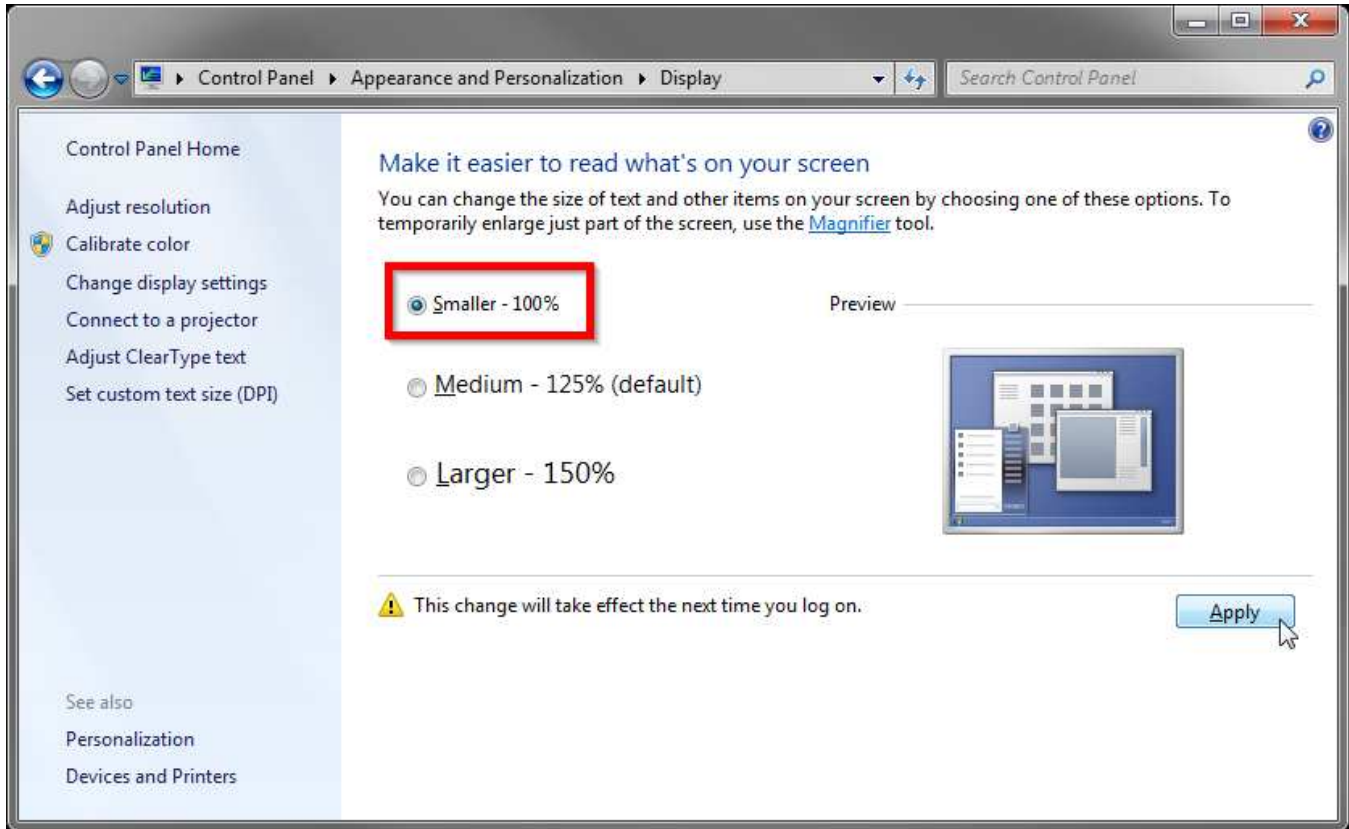 Control Panel ▸ Appearance and Personalization ▸ Display
Search Control Panel
Control Panel Home
Adjust resolution
Calibrate color
Change display settings
Connect to a projector
Adjust ClearType text
Set custom text size (DPI)
See also
Personalization
Devices and Printers
Make it easier to read what's on your screen
You can change the size of text and other items on your screen by choosing one of these options. To
temporarily enlarge just part of the screen, use the Magnifier tool.
Smaller - 100%
Medium - 125% (default)
Larger - 150%
Preview
This change will take effect the next time you log on.
Apply